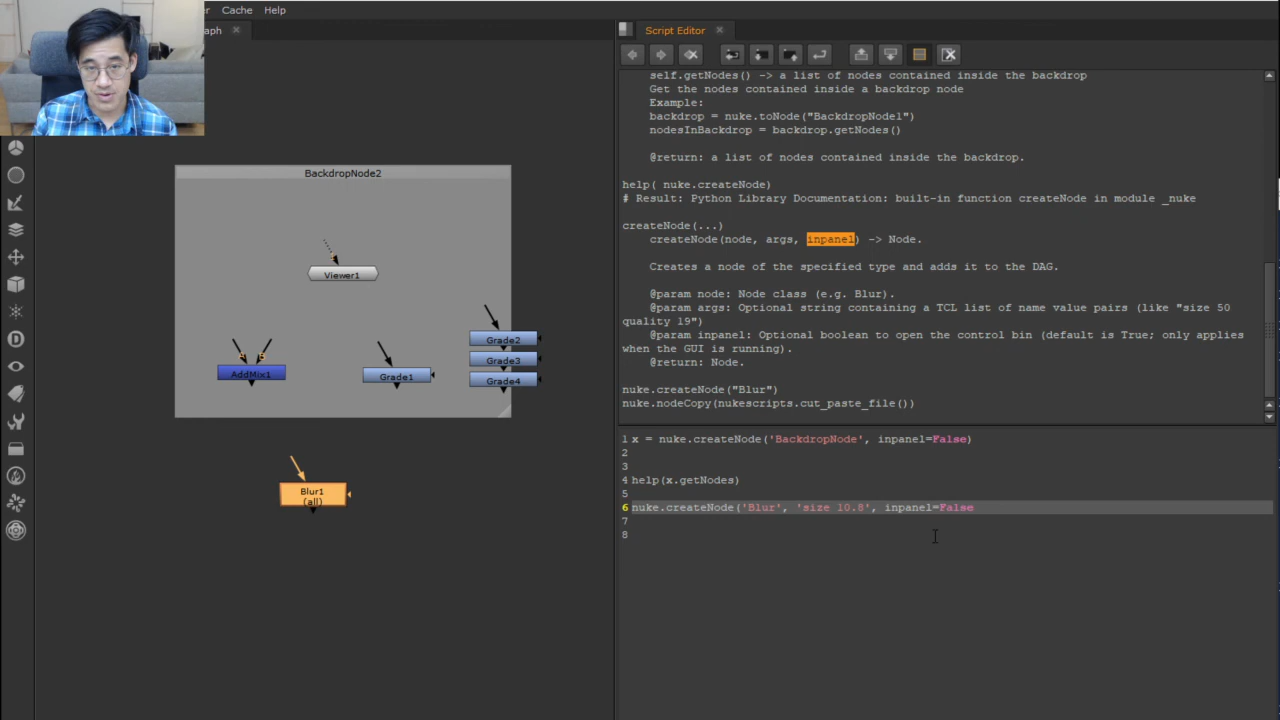 Cache Help
aph
Script Editor
self.getNodes() -> a list of nodes contained inside the backdrop
Get the nodes contained inside a backdrop node
Example:
backdrop = nuke.toNode("BackdropNode1")
nodesInBackdrop = backdrop.getNodes()
@return: a list of nodes contained inside the backdrop.
help( nuke.createNode)
# Result: Python Library Documentation: built-in function createNode in module _nuke
createNode(...)
createNode(node, args, inpanel) -> Node.
Creates a node of the specified type and adds it to the DAG.
@param node: Node class (e.g. Blur).
@param args: Optional string containing a TCL list of name value pairs (like "size 50
quality 19")
@param inpanel: Optional boolean to open the control bin (default is True; only applies
when the GUI is running).
@return: Node.
nuke.createNode("Blur")
nuke.nodeCopy(nukescripts.cut_paste_file())
1 x = nuke.createNode('BackdropNode', inpanel=False)
2
3
4 help(x.getNodes)
5
6 nuke.createNode('Blur', 'size 10.8', inpanel=False
7
8
BackdropNode2
Viewer1
Grade2
Grade3
AddMix1
Grade1
Grade4
Blur1
(all)